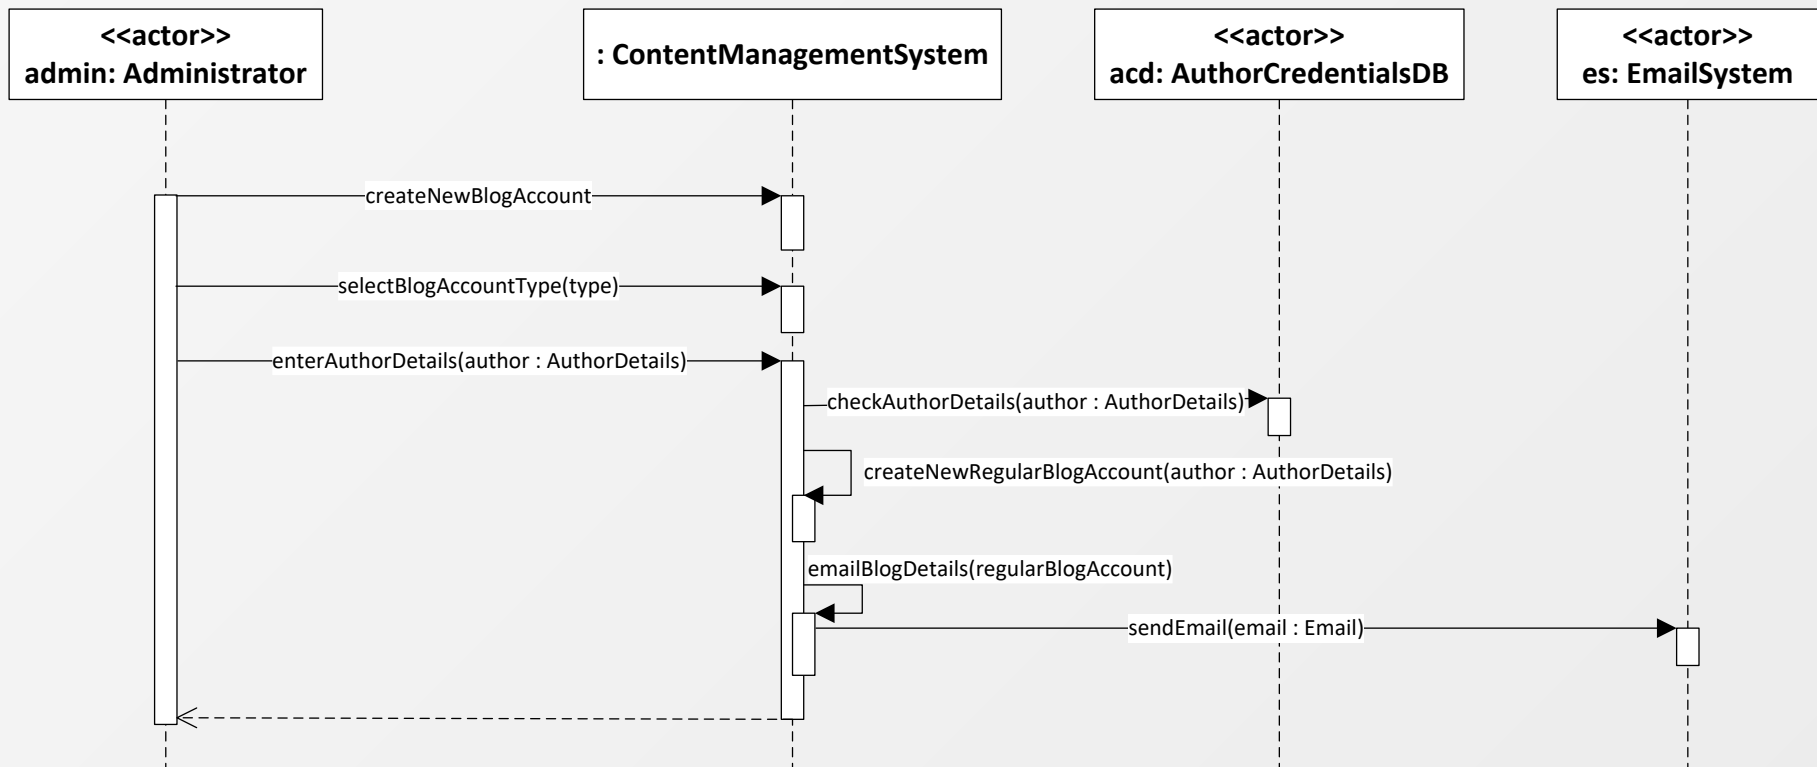 <<actor>>
admin: Administrator
: ContentManagementSystem
<<actor>>
acd: AuthorCredentialsDB
<<actor>>
es: EmailSystem
createNewBlogAccount
selectBlogAccountType(type)
enterAuthorDetails(author : AuthorDetails)
checkAuthorDetails(author : AuthorDetails)
createNewRegularBlogAccount(author : AuthorDetails)
emailBlogDetails(regularBlogAccount)
sendEmail(email : Email)